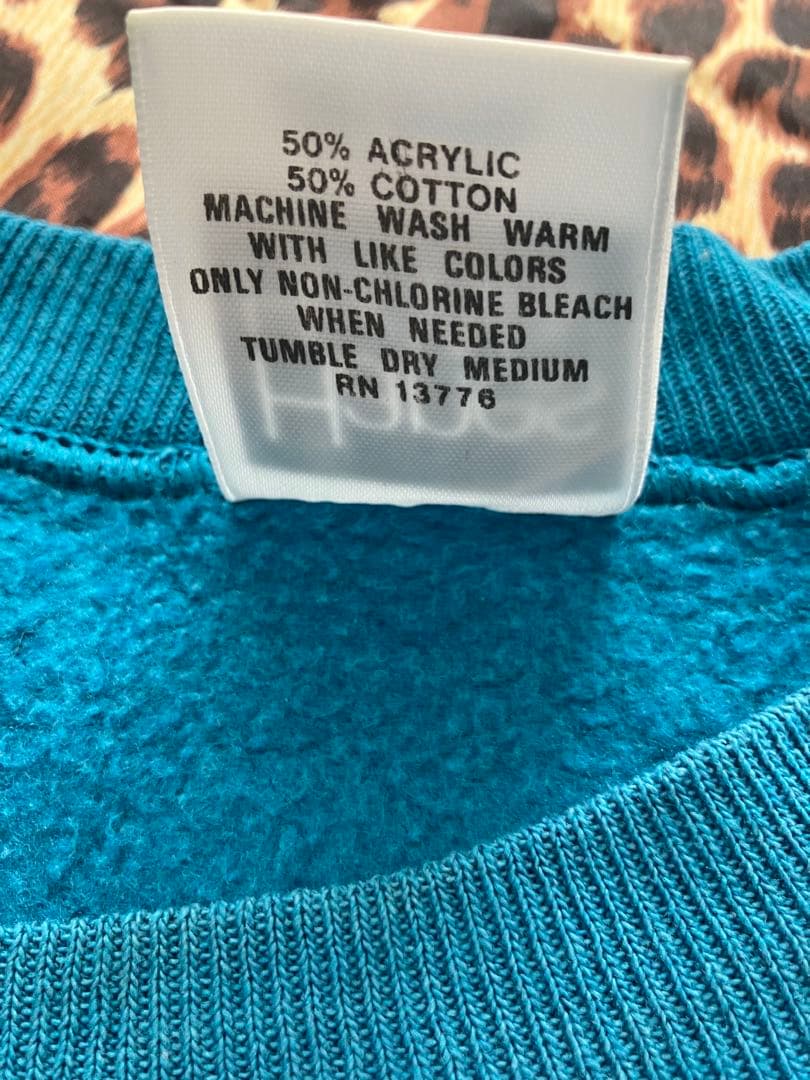 50% ACRYLIC
50% COTTON
MACHINE WASH WARM
WITH LIKE COLORS
ONLY NON-CHLORINE BLEACH
WHEN NEEDED
TUMBLE DRY MEDIUM
RN 13776